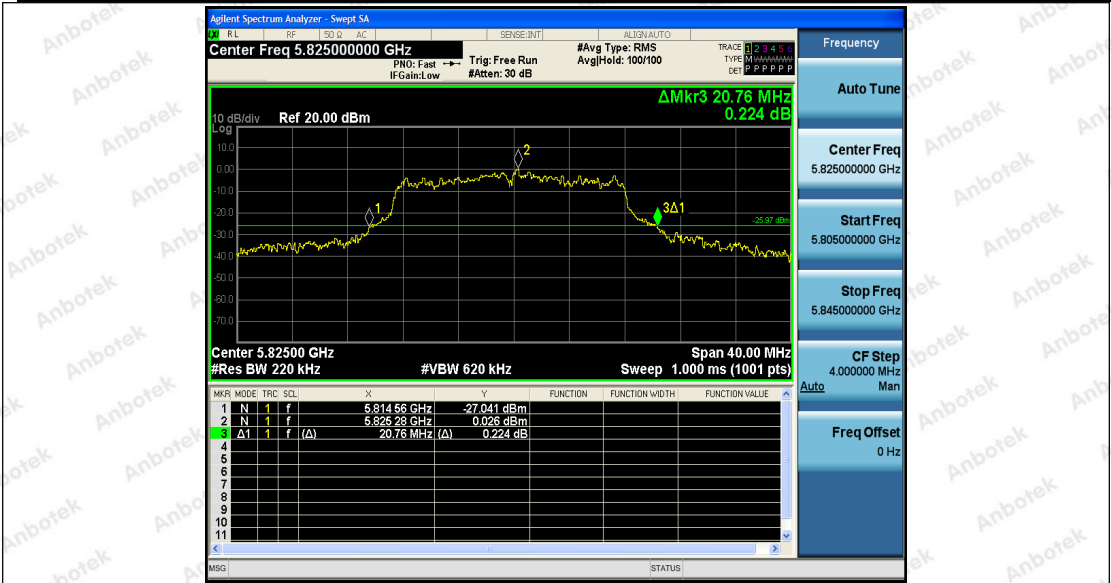 Agilent Spectrum Analyzer - Swept SA
RL RF 50 Ω AC SENSE:INT ALIGNAUTO
Center Freq 5.825000000 GHz
PNO: Fast
IFGain:Low
Trig: Free Run
#Atten: 30 dB
#Avg Type: RMS
Avg|Hold: 100/100
TRACE 1 2 3 4 5 6
TYPE M
DET P P P P P P
ΔMkr3 20.76 MHz
0.224 dB
10 dB/div Ref 20.00 dBm
Log
10.0
0.00
-10.0
-20.0
-30.0
-40.0
-50.0
-60.0
-70.0
1
2
3Δ1
-25.97 dBm
Center 5.82500 GHz Span 40.00 MHz
#Res BW 220 kHz #VBW 620 kHz Sweep 1.000 ms (1001 pts)
MKR MODE TRC SCL X Y FUNCTION FUNCTION WIDTH FUNCTION VALUE
1 N 1 f 5.814 56 GHz -27.041 dBm
2 N 1 f 5.825 28 GHz 0.026 dBm
3 Δ1 1 f (Δ) 20.76 MHz (Δ) 0.224 dB
4
5
6
7
8
9
10
11
MSG STATUS
Frequency
Auto Tune
Center Freq
5.825000000 GHz
Start Freq
5.805000000 GHz
Stop Freq
5.845000000 GHz
CF Step
4.000000 MHz
Auto Man
Freq Offset
0 Hz
Anbotek